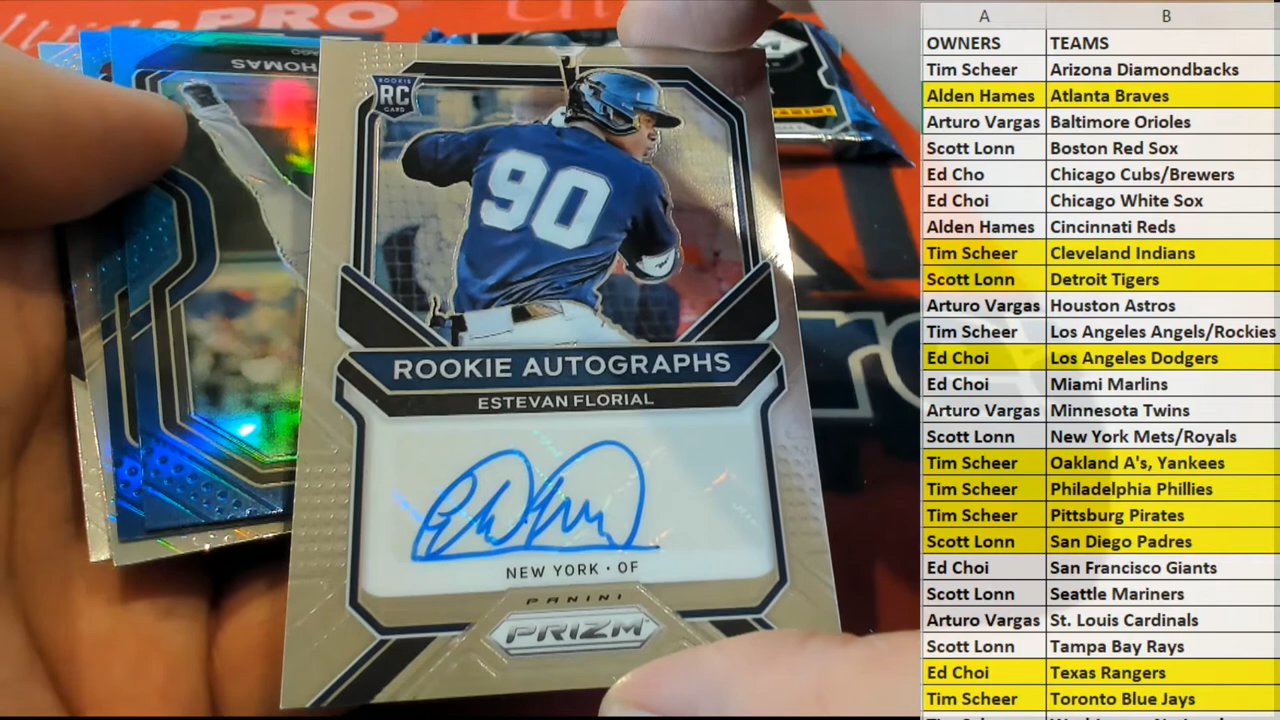 PRO
THOMAS
ROOKIE
RC
CARD
90
ROOKIE AUTOGRAPHS
ESTEVAN FLORIAL
NEW YORK • OF
PANINI
PRIZM
PANINI
A B
OWNERS TEAMS
Tim Scheer Arizona Diamondbacks
Alden Hames Atlanta Braves
Arturo Vargas Baltimore Orioles
Scott Lonn Boston Red Sox
Ed Cho Chicago Cubs/Brewers
Ed Choi Chicago White Sox
Alden Hames Cincinnati Reds
Tim Scheer Cleveland Indians
Scott Lonn Detroit Tigers
Arturo Vargas Houston Astros
Tim Scheer Los Angeles Angels/Rockies
Ed Choi Los Angeles Dodgers
Ed Choi Miami Marlins
Arturo Vargas Minnesota Twins
Scott Lonn New York Mets/Royals
Tim Scheer Oakland A's, Yankees
Tim Scheer Philadelphia Phillies
Tim Scheer Pittsburg Pirates
Scott Lonn San Diego Padres
Ed Choi San Francisco Giants
Scott Lonn Seattle Mariners
Arturo Vargas St. Louis Cardinals
Scott Lonn Tampa Bay Rays
Ed Choi Texas Rangers
Tim Scheer Toronto Blue Jays